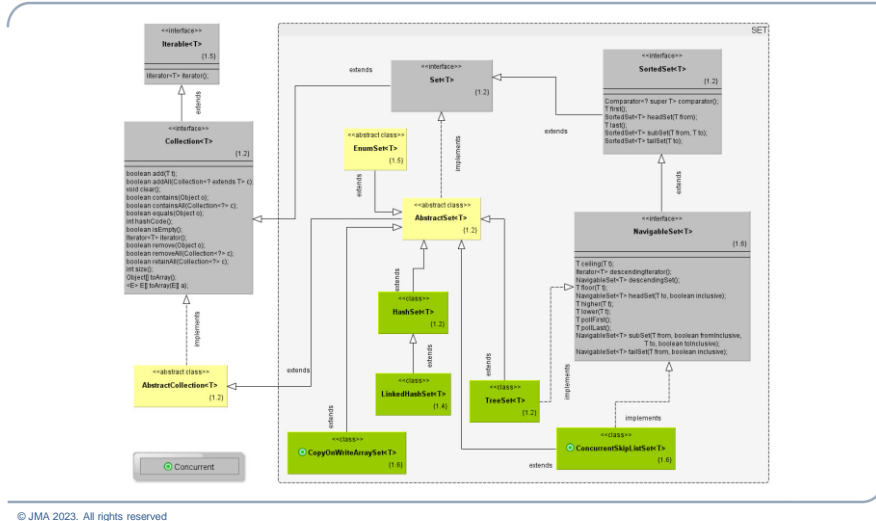 SET
<<interface>>
Iterable<T>
{1.5}
Iterator<T> iterator();
extends
<<interface>>
Collection<T>
{1.2}
boolean add(T t);
boolean addAll(Collection<? extends T> c);
void clear();
boolean contains(Object o);
boolean containsAll(Collection<?> c);
boolean equals(Object o);
int hashCode();
boolean isEmpty();
Iterator<T> iterator();
boolean remove(Object o);
boolean removeAll(Collection<?> c);
boolean retainAll(Collection<?> c);
int size();
Object[] toArray();
<E> E[] toArray(E[] a);
implements
<<abstract class>>
AbstractCollection<T>
{1.2}
Concurrent
extends
<<interface>>
Set<T>
{1.2}
extends
<<interface>>
SortedSet<T>
{1.2}
Comparator<? super T> comparator();
T first();
SortedSet<T> headSet(T from);
T last();
SortedSet<T> subSet(T from, T to);
SortedSet<T> tailSet(T to);
extends
<<interface>>
NavigableSet<T>
{1.6}
T ceiling(T t);
Iterator<T> descendingIterator();
NavigableSet<T> descendingSet();
T floor(T t);
NavigableSet<T> headSet(T to, boolean inclusive);
T higher(T t);
T lower(T t);
T pollFirst();
T pollLast();
NavigableSet<T> subSet(T from, boolean fromInclusive,
T to, boolean toInclusive);
NavigableSet<T> tailSet(T from, boolean inclusive);
<<abstract class>>
EnumSet<T>
{1.5}
extends
implements
<<abstract class>>
AbstractSet<T>
{1.2}
extends
extends
<<class>>
HashSet<T>
{1.2}
extends
<<class>>
LinkedHashSet<T>
{1.4}
extends
<<class>>
TreeSet<T>
{1.2}
implements
extends
<<class>>
CopyOnWriteArraySet<T>
{1.6}
implements
extends
<<class>>
ConcurrentSkipListSet<T>
{1.6}
© JMA 2023. All rights reserved